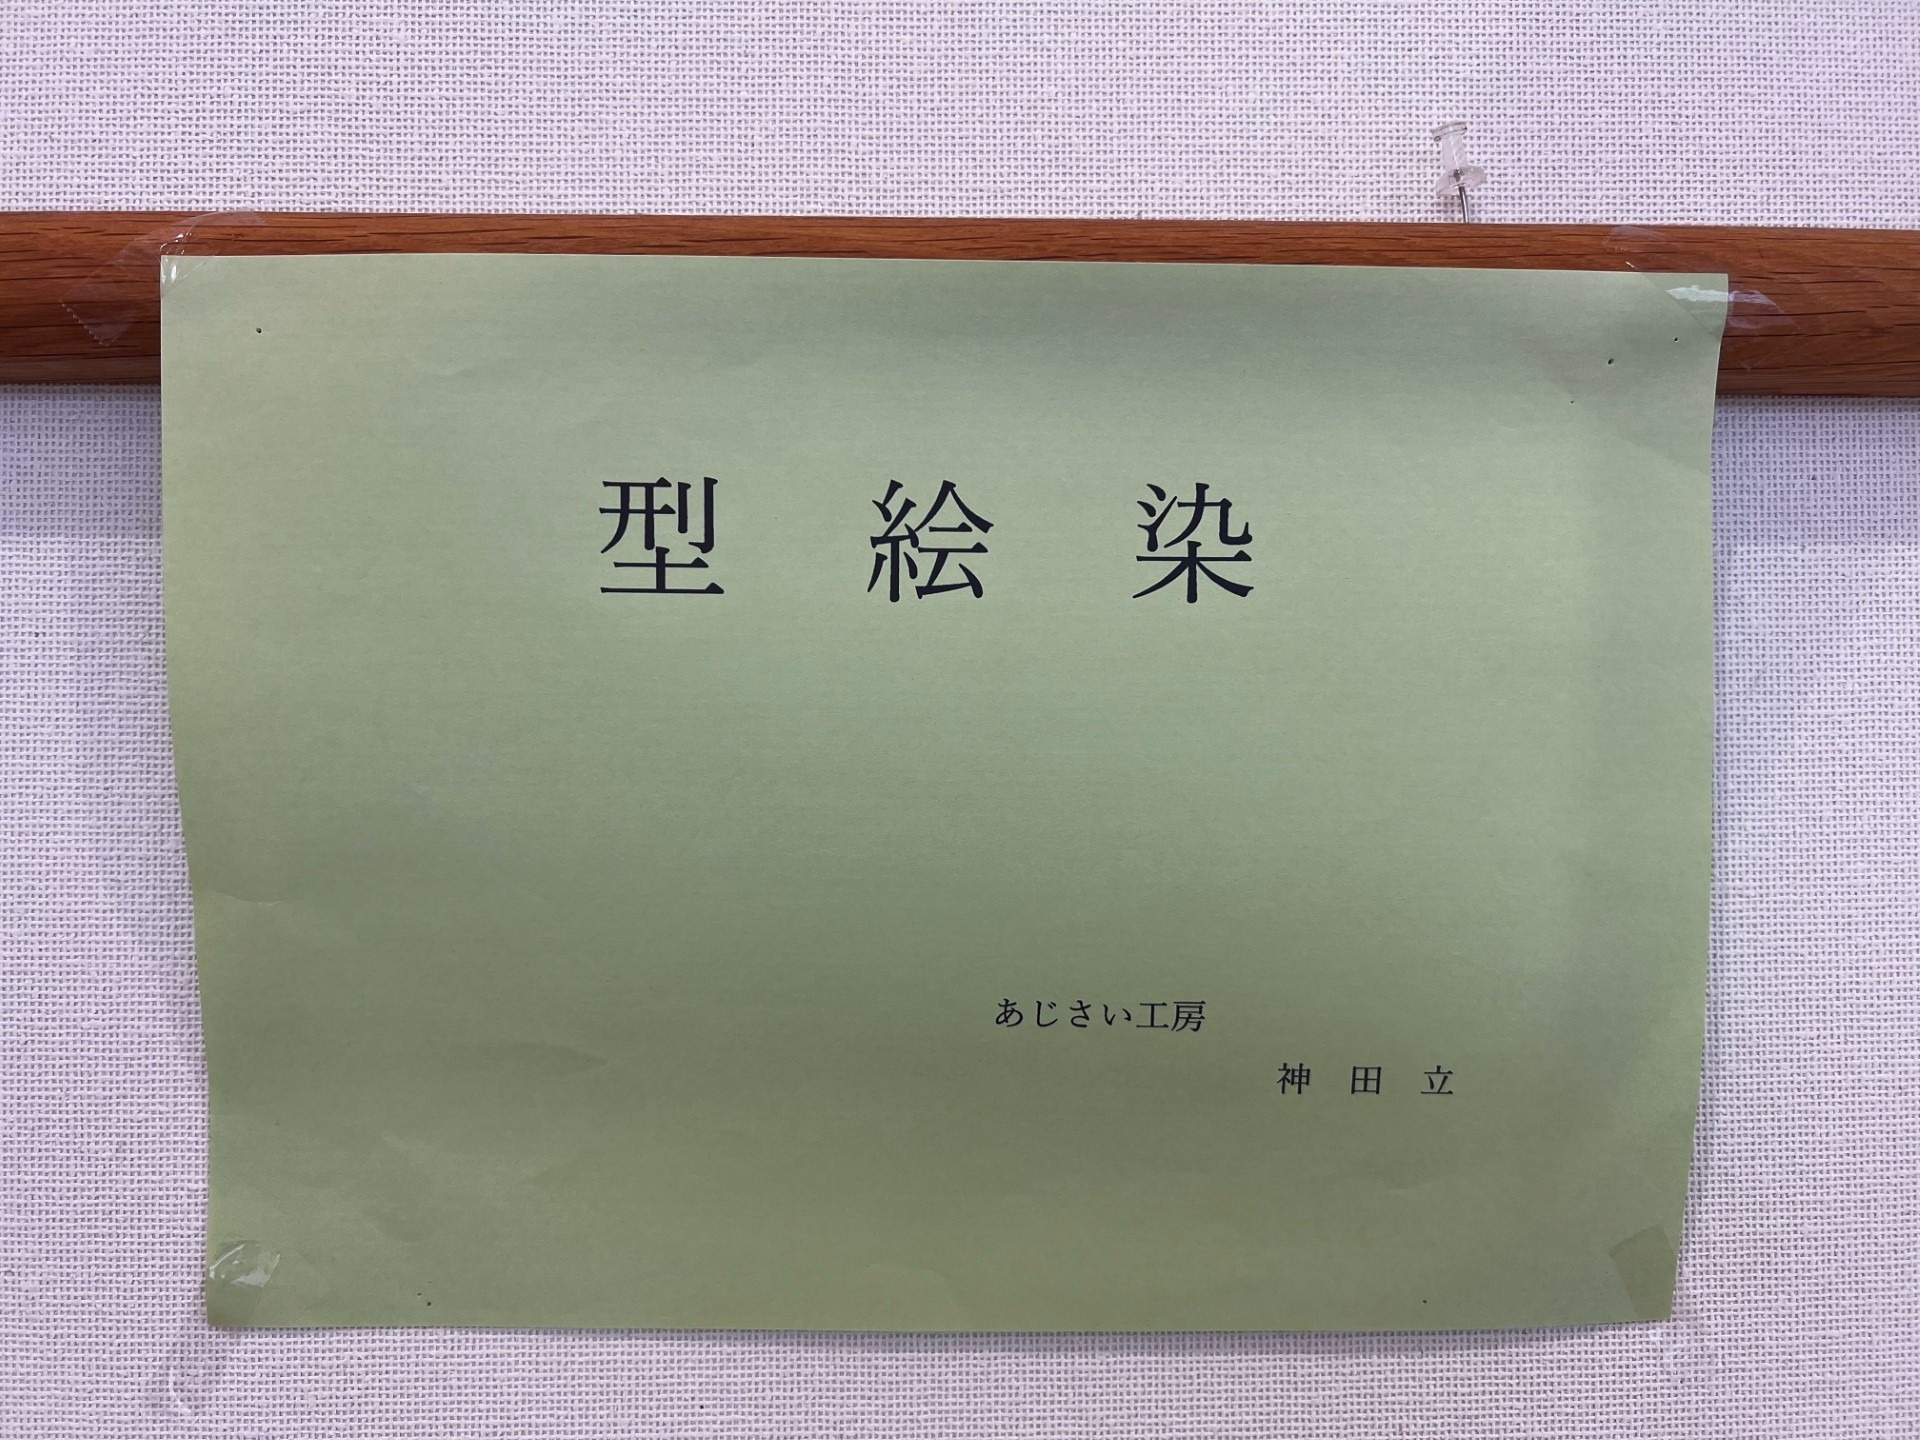 型　絵　染
あじさい工房
神　田　立